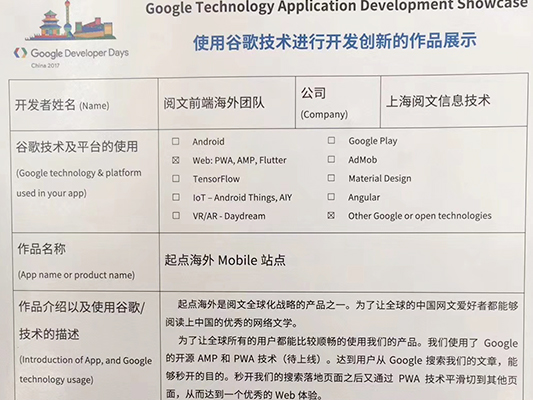 Google Technology Application Development Showcase
使用谷歌技术进行开发创新的作品展示
Google Developer Days
China 2017
开发者姓名 (Name)
阅文前端海外团队
公司
(Company)
上海阅文信息技术
谷歌技术及平台的使用
(Google technology & platform
used in your app)
☐ Android
☒ Web: PWA, AMP, Flutter
☐ TensorFlow
☐ IoT – Android Things, AIY
☐ VR/AR - Daydream
☐ Google Play
☐ AdMob
☐ Material Design
☐ Angular
☒ Other Google or open technologies
作品名称
(App name or product name)
起点海外 Mobile 站点
作品介绍以及使用谷歌/
技术的描述
(Introduction of App, and Google
technology usage)
起点海外是阅文全球化战略的产品之一。为了让全球的中国网文爱好者都能够
阅读上中国的优秀的网络文学。
为了让全球所有的用户都能比较顺畅的使用我们的产品。我们使用了 Google
的开源 AMP 和 PWA 技术（待上线）。达到用户从 Google 搜索我们的文章，能
够秒开的目的。秒开我们的搜索落地页面之后又通过 PWA 技术平滑切到其他页
面，从而达到一个优秀的 Web 体验。